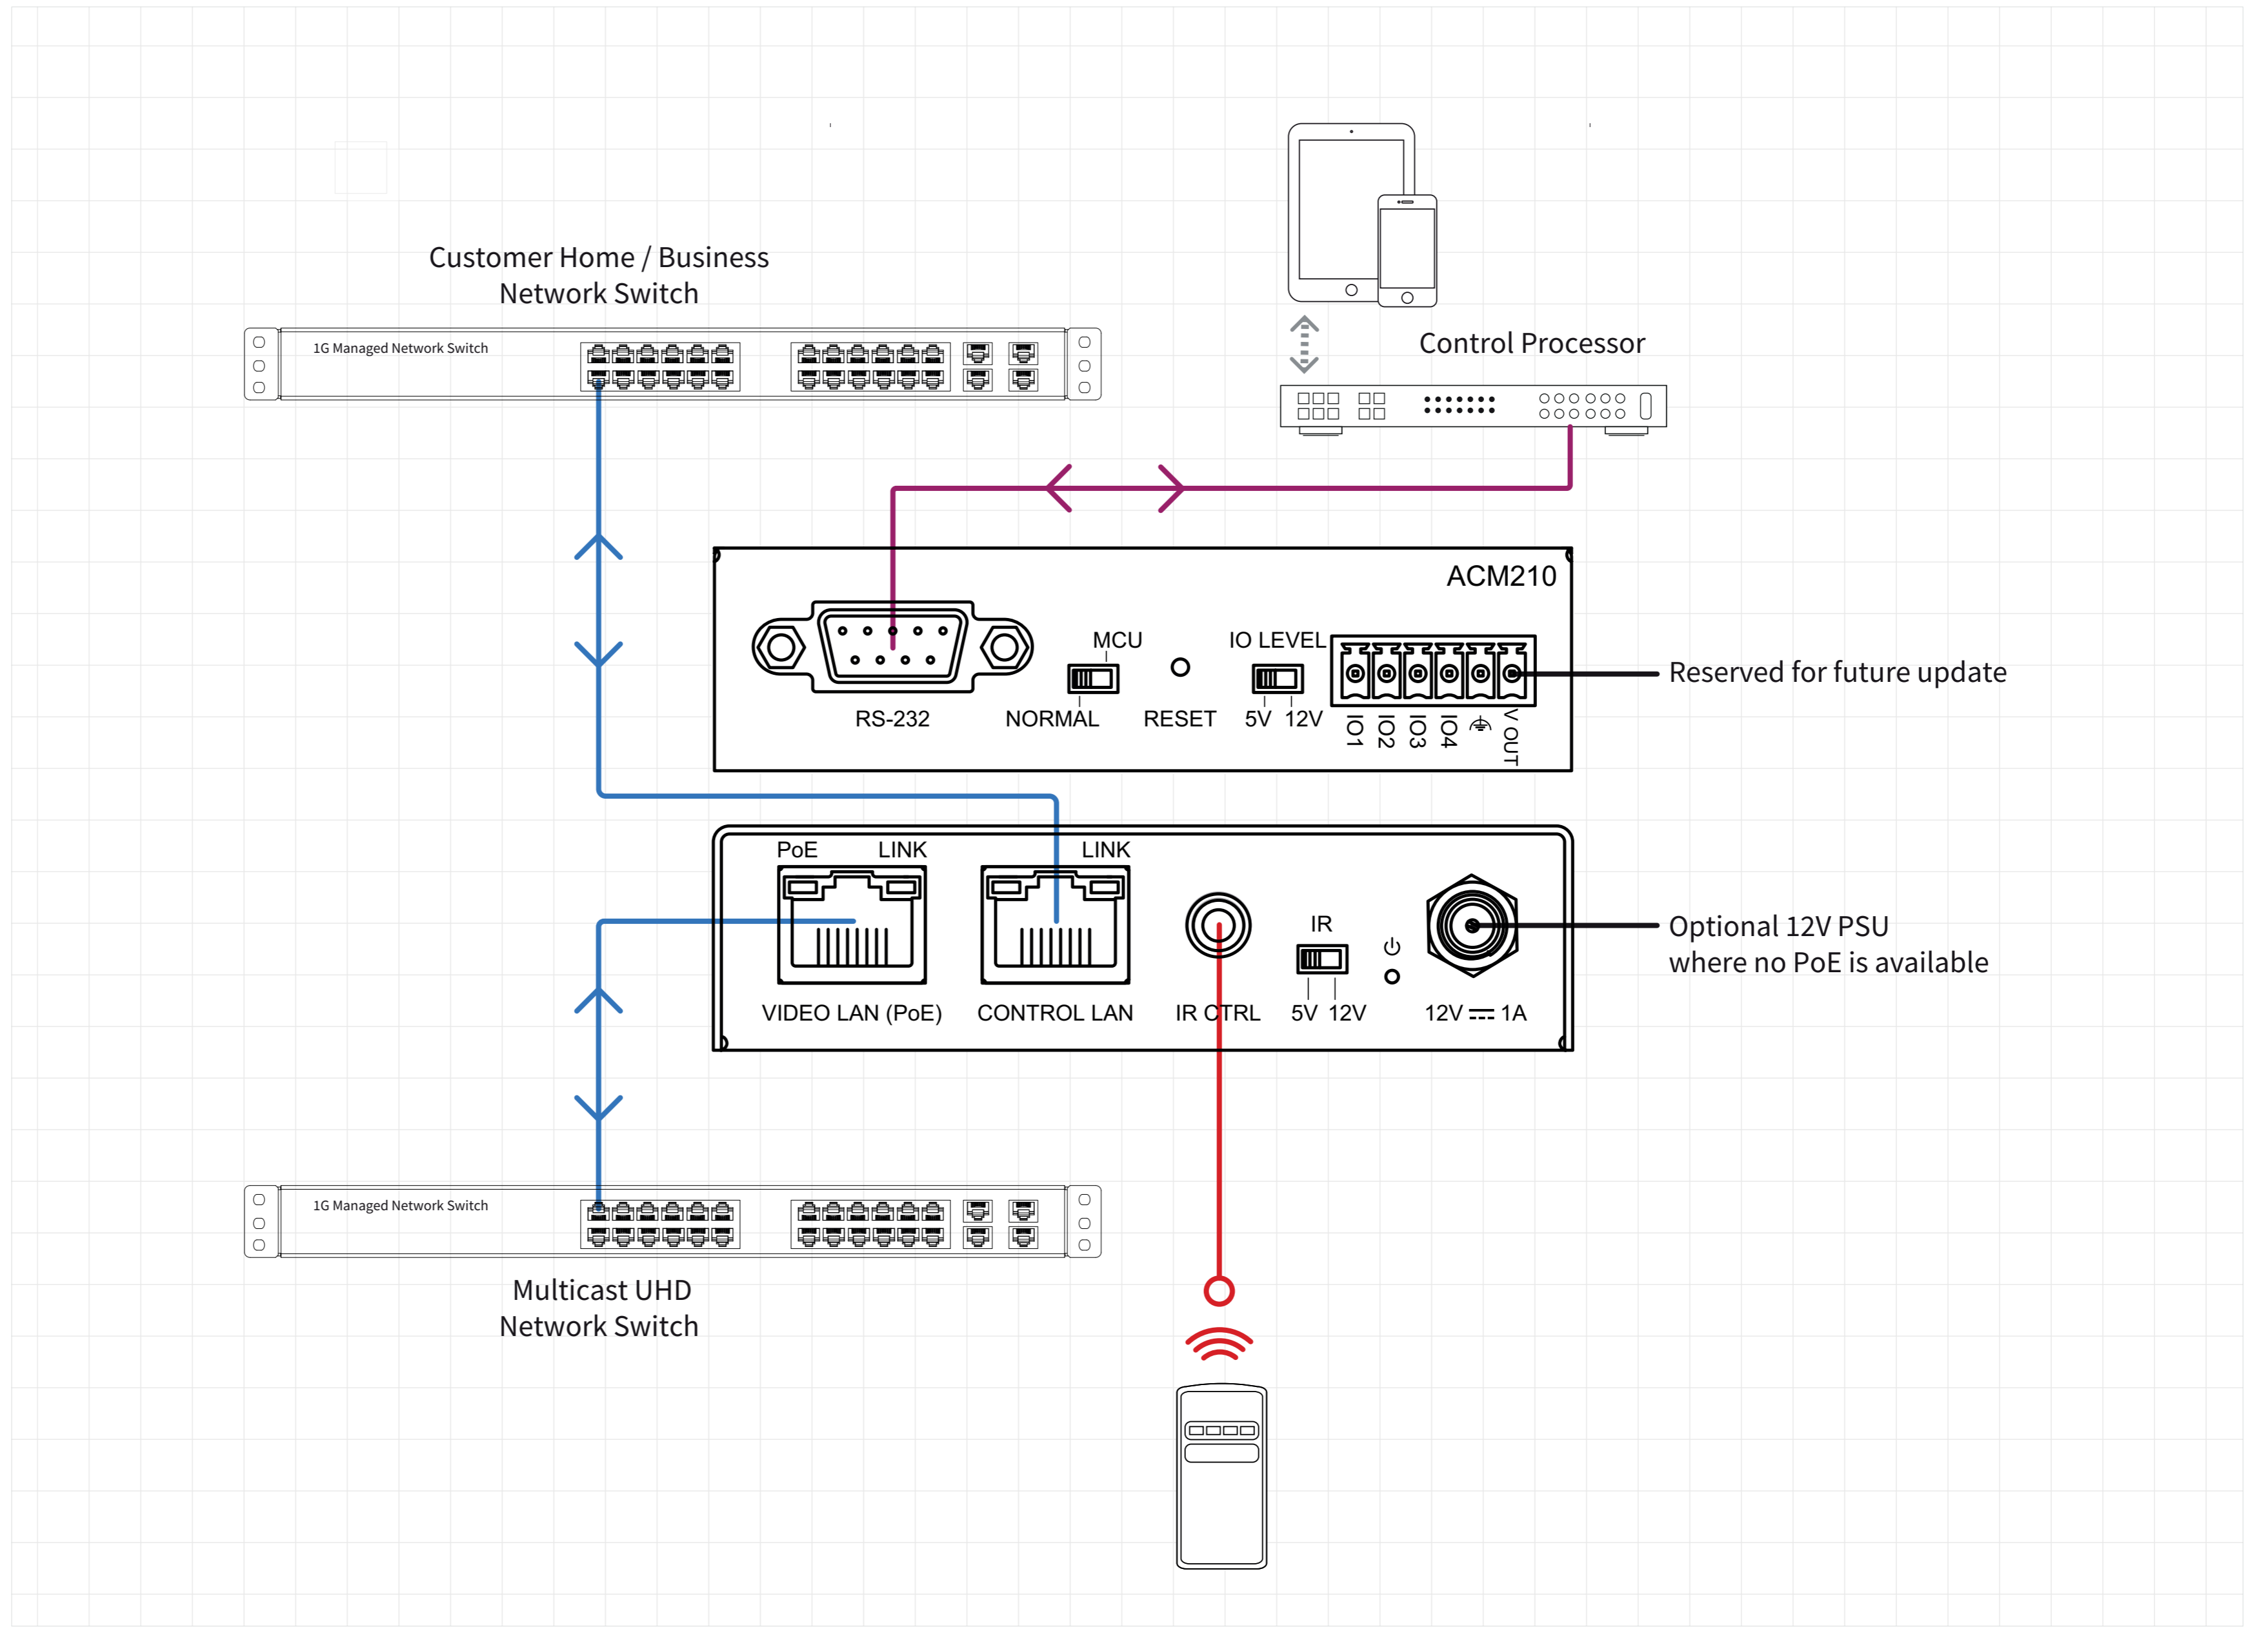 Customer Home / Business
Network Switch
1G Managed Network Switch
Control Processor
ACM210
MCU
IO LEVEL
Reserved for future update
RS-232
NORMAL
RESET
5V 12V
IO1
IO2
IO3
IO4
V OUT
PoE
LINK
LINK
IR
Optional 12V PSU
where no PoE is available
VIDEO LAN (PoE)
CONTROL LAN
IR CTRL
5V 12V
12V 1A
1G Managed Network Switch
Multicast UHD
Network Switch